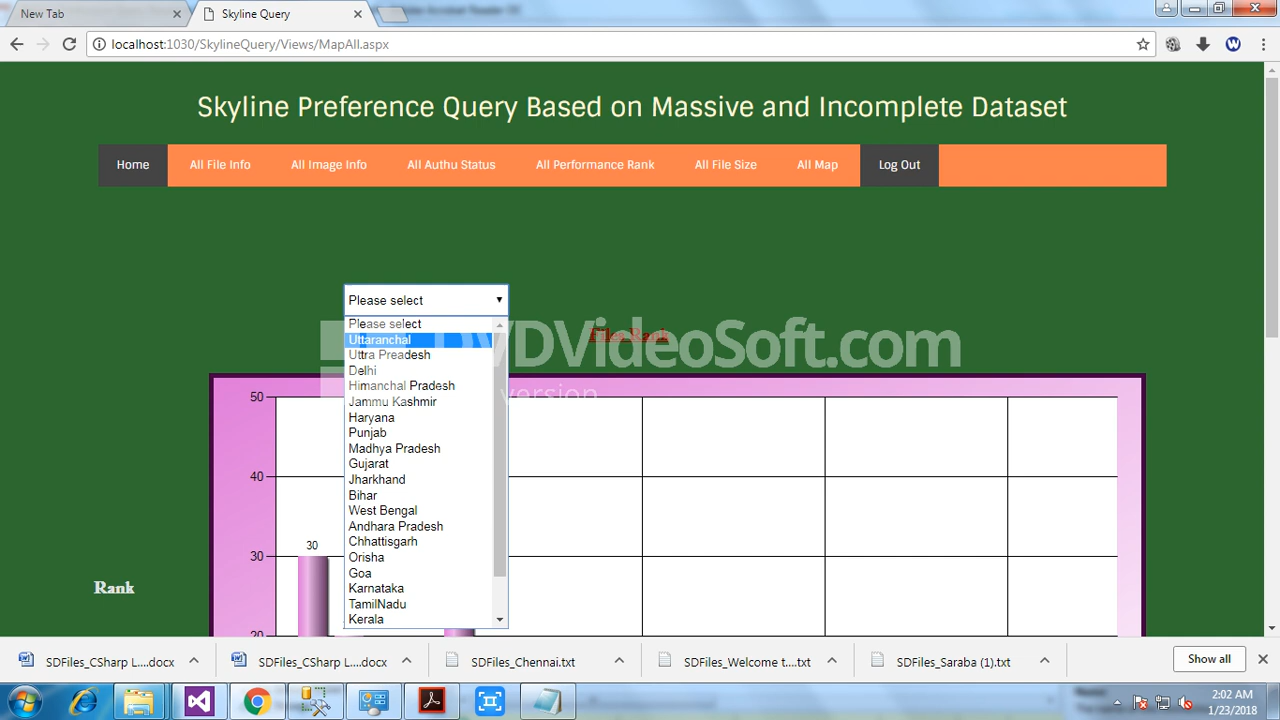 New Tab
Skyline Query
localhost:1030/SkylineQuery/Views/MapAll.aspx
Skyline Preference Query Based on Massive and Incomplete Dataset
Home All File Info All Image Info All Authu Status All Performance Rank All File Size All Map Log Out
Please select
Please select
Files Rank
DVDVideoSoft.com
Uttaranchal
Uttra Preadesh
Delhi
Himanchal Pradesh
version
Jammu Kashmir
50
Haryana
Punjab
Madhya Pradesh
Gujarat
40
Jharkhand
Bihar
West Bengal
Andhara Pradesh
Chhattisgarh
30
30
Orisha
Goa
Rank
Karnataka
TamilNadu
Kerala
20
SDFiles_CSharp L....docx SDFiles_CSharp L....docx SDFiles_Chennai.txt SDFiles_Welcome t....txt SDFiles_Saraba (1).txt Show all
2:02 AM
1/23/2018